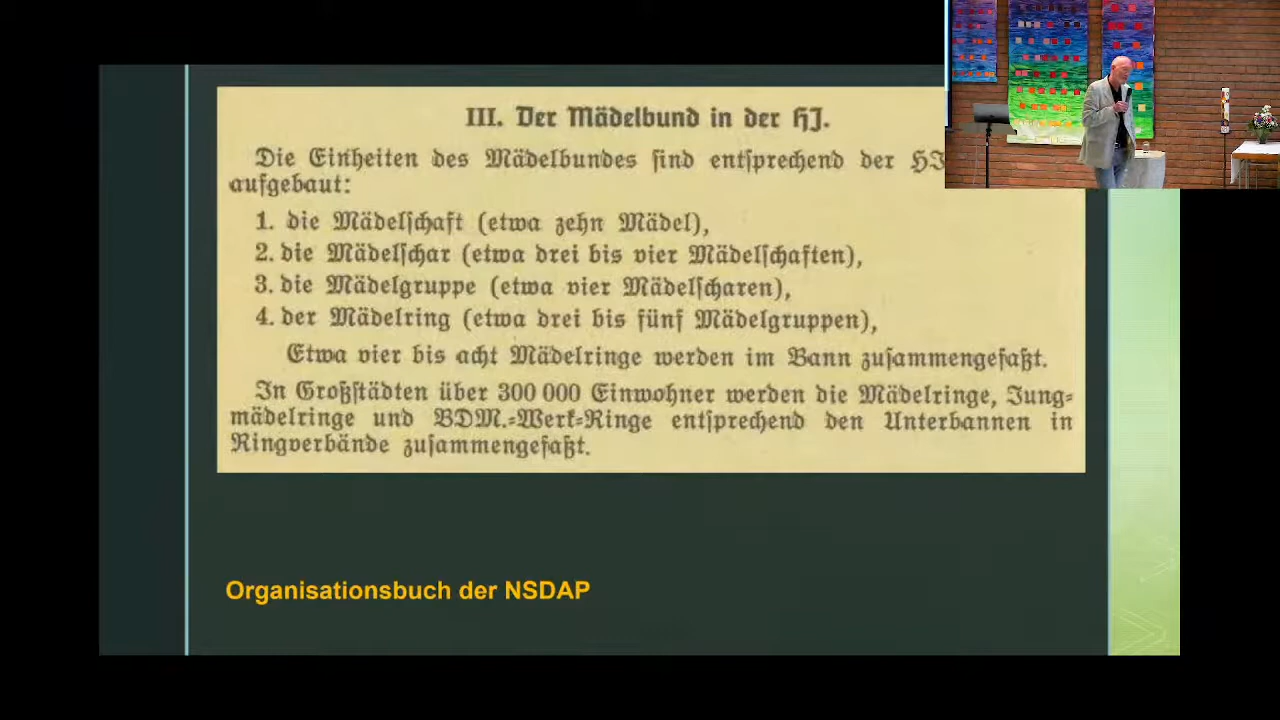 III. Der Mädelbund in der HJ.
Die Einheiten des Mädelbundes sind entsprechend der HJ
aufgebaut:
1. die Mädelschaft (etwa zehn Mädel),
2. die Mädelschar (etwa drei bis vier Mädelschaften),
3. die Mädelgruppe (etwa vier Mädelscharen),
4. der Mädelring (etwa drei bis fünf Mädelgruppen),
Etwa vier bis acht Mädelringe werden im Bann zusammengefaßt.
In Großstädten über 300 000 Einwohner werden die Mädelringe, Jung-
mädelringe und BDM.-Werk-Ringe entsprechend den Unterbannen in
Ringverbände zusammengefaßt.
Organisationsbuch der NSDAP